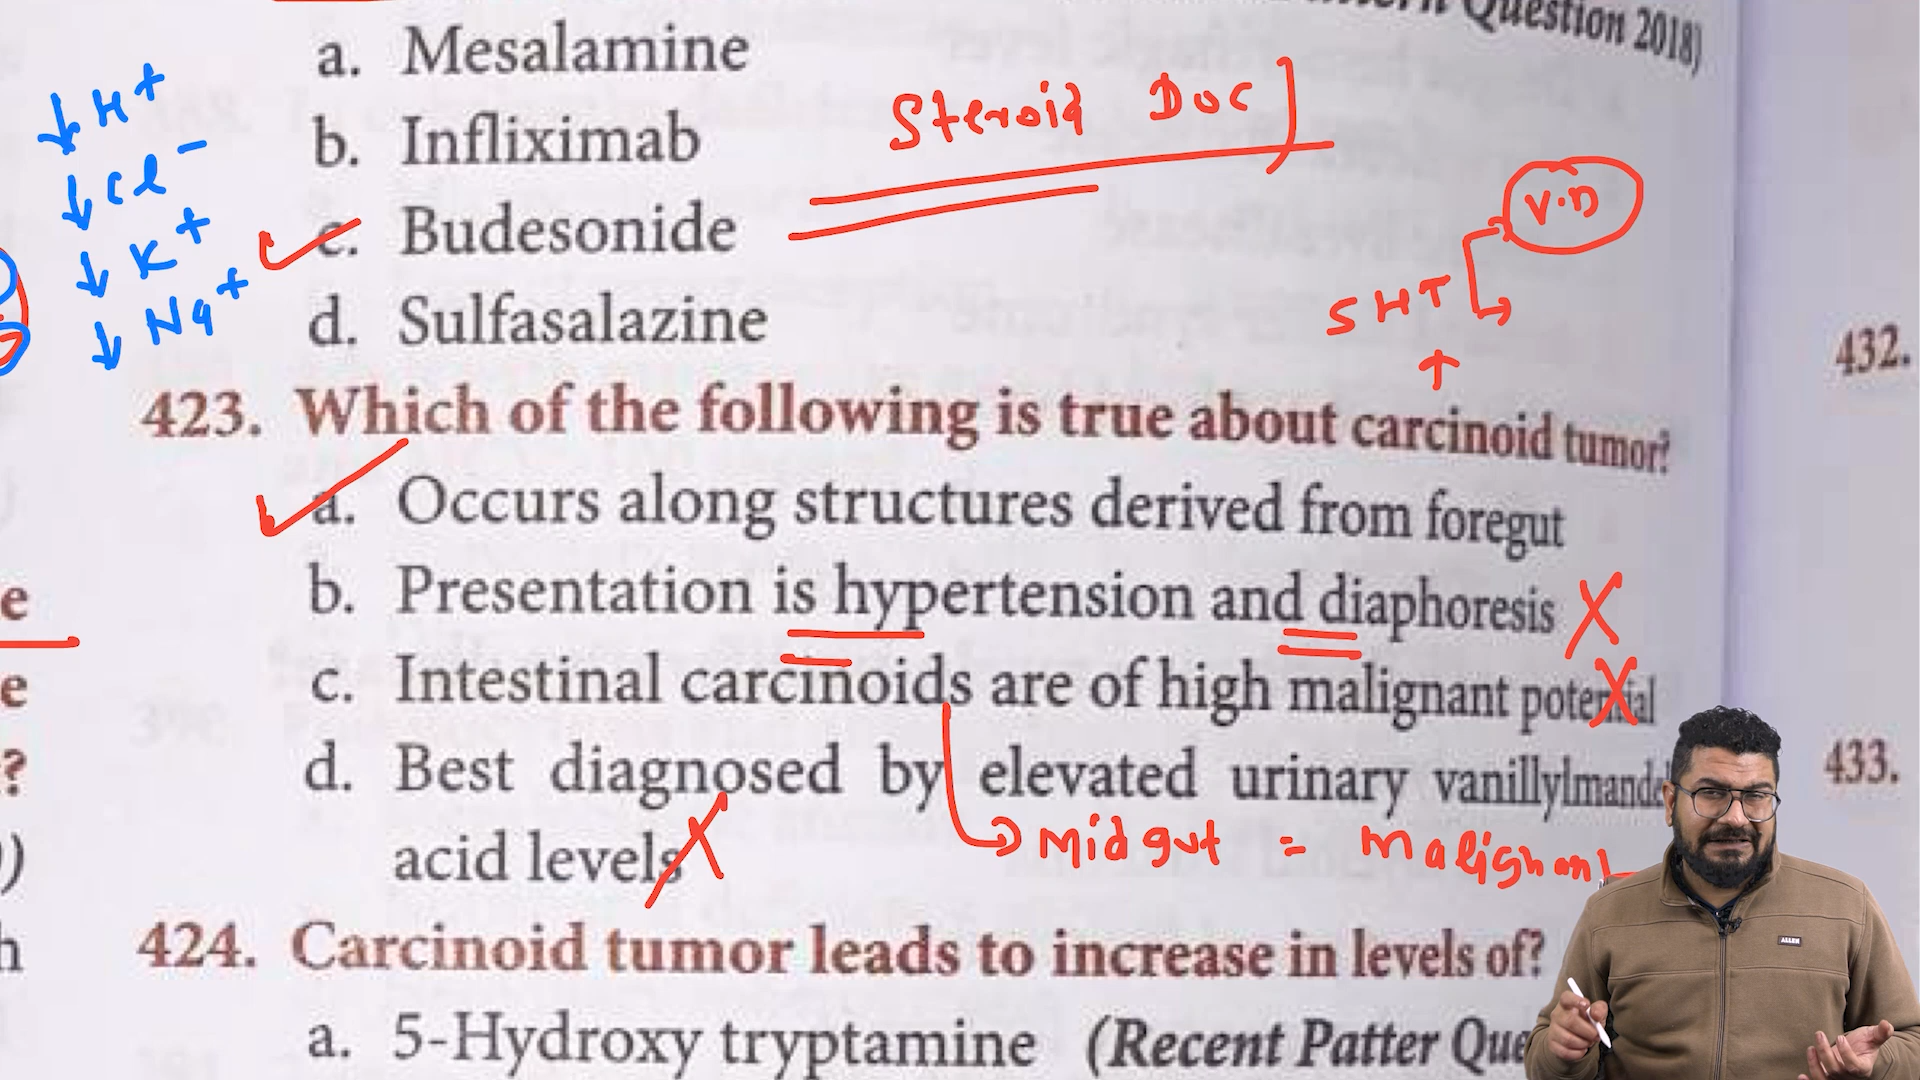 Question 2018)
a. Mesalamine
b. Infliximab
Steroid DOC]
c. Budesonide
d. Sulfasalazine
↓ H+
↓ Cl-
↓ K+
↓ Na+
V.D
5HT
↑
423. Which of the following is true about carcinoid tumor?
a. Occurs along structures derived from foregut
b. Presentation is hypertension and diaphoresis X
c. Intestinal carcinoids are of high malignant potential X
d. Best diagnosed by elevated urinary
acid levels X
→ Midgut = malignant
424. Carcinoid tumor leads to increase in levels of?
a. 5-Hydroxy tryptamine (Recent Patter
432.
433.
e
e
?
)
h
ALLEN